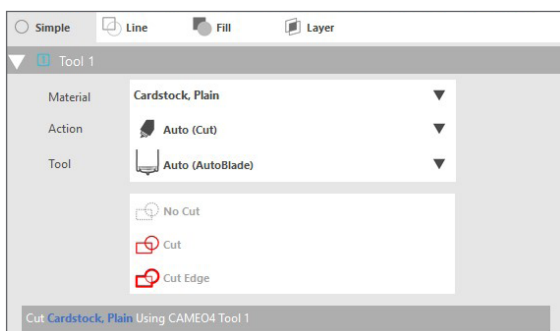 Simple Line Fill Layer
1 Tool 1
Material Cardstock, Plain
Action Auto (Cut)
Tool Auto (AutoBlade)
No Cut
Cut
Cut Edge
Cut Cardstock, Plain Using CAMEO4 Tool 1